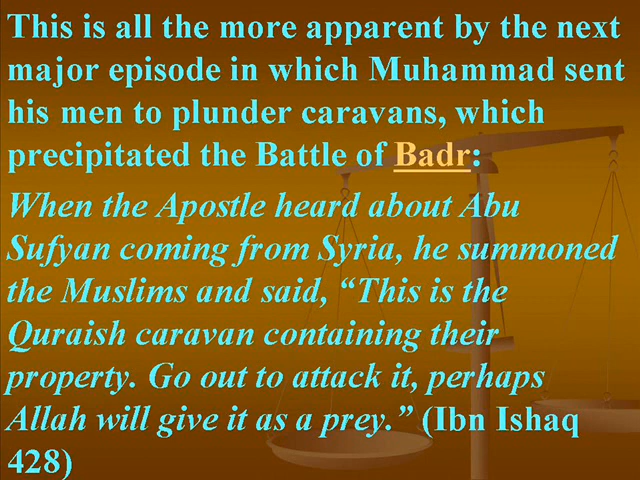 This is all the more apparent by the next
major episode in which Muhammad sent
his men to plunder caravans, which
precipitated the Battle of Badr:
When the Apostle heard about Abu
Sufyan coming from Syria, he summoned
the Muslims and said, “This is the
Quraish caravan containing their
property. Go out to attack it, perhaps
Allah will give it as a prey.” (Ibn Ishaq
428)